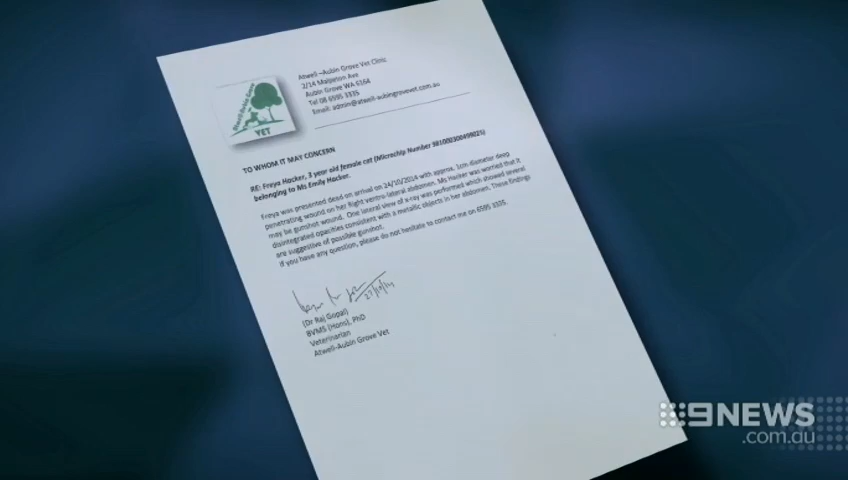 Atwell–Aubin Grove Vet Clinic
2/14 Malpelon Ave
Aubin Grove WA 6164
Tel 08 6595 3335
Email: admin@atwell-aubingrovevet.com.au
Atwell-Aubin Grove
VET
TO WHOM IT MAY CONCERN
RE: Freya Hacker, 3 year old female cat (Microchip Number 981000300499025)
belonging to Ms Emily Hacker.
Freya was presented dead on arrival on 24/10/2014 with approx. 1cm diameter deep
penetrating wound on her flight ventro-lateral abdomen. Ms Hacker was worried that it
may be gunshot wound. One lateral view of x-ray was performed which showed several
disintegrated opacities consistent with a metallic objects in her abdomen. These findings
are suggestive of possible gunshot.
If you have any question, please do not hesitate to contact me on 6595 3335.
(Dr Raj Gopal)
BVMS (Hons), PhD
Veterinarian
Atwell-Aubin Grove Vet
9NEWS
.com.au